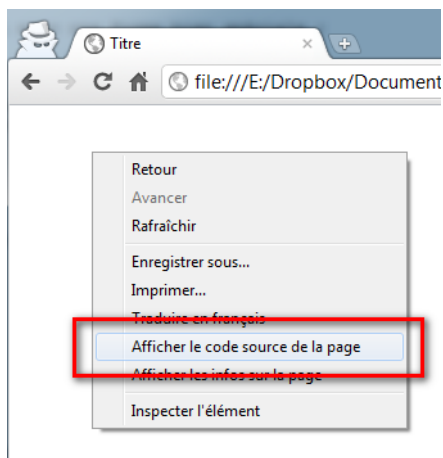 Titre
file:///E:/Dropbox/Document
Retour
Avancer
Rafraîchir
Enregistrer sous...
Imprimer...
Traduire en français
Afficher le code source de la page
Afficher les infos sur la page
Inspecter l'élément